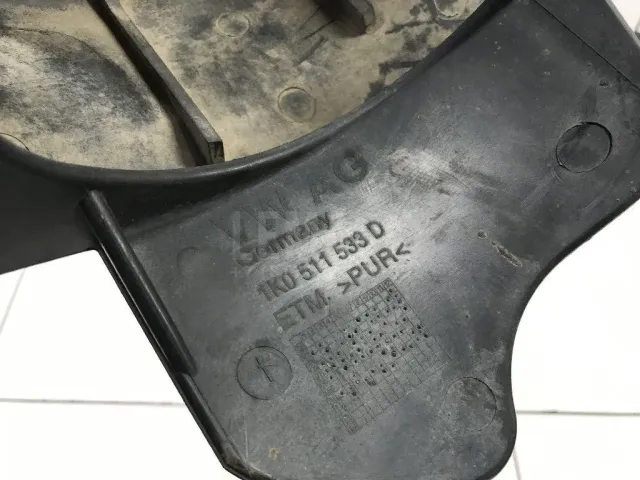 VW AG
Germany
1K0 511 533 D
ETM >PUR<